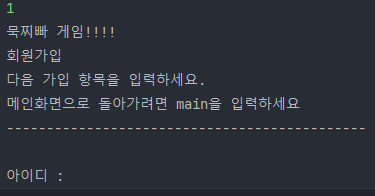 1
묵찌빠 게임!!!!
회원가입
다음 가입 항목을 입력하세요.
메인화면으로 돌아가려면 main을 입력하세요
---------------------------------------------
아이디 :